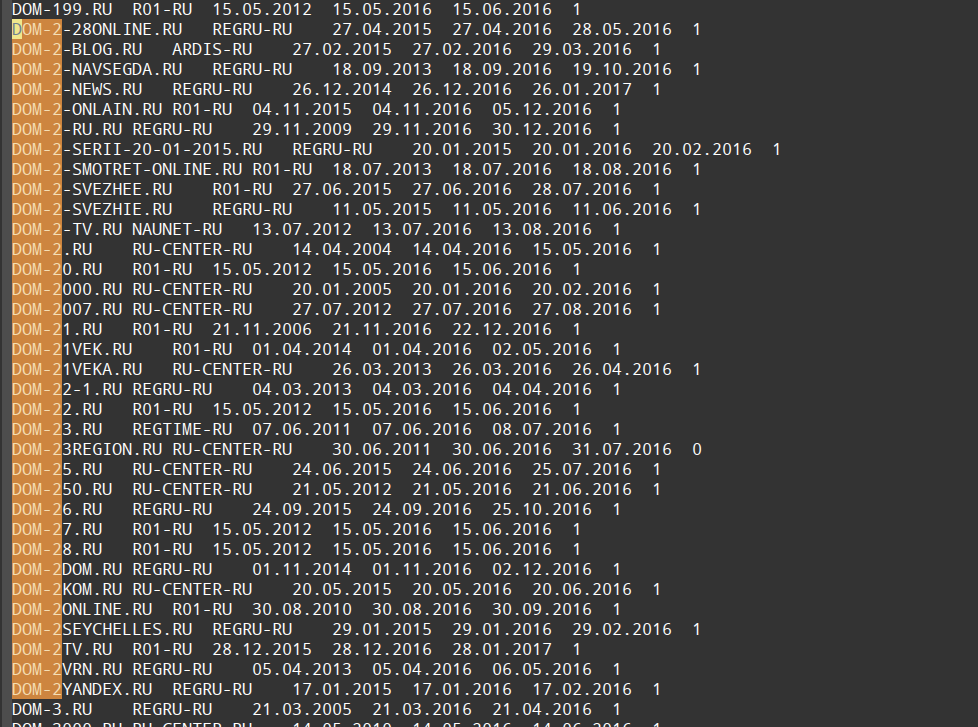 DOM-199.RU R01-RU 15.05.2012 15.05.2016 15.06.2016 1
DOM-2-28ONLINE.RU REGRU-RU 27.04.2015 27.04.2016 28.05.2016 1
DOM-2-BLOG.RU ARDIS-RU 27.02.2015 27.02.2016 29.03.2016 1
DOM-2-NAVSEGDA.RU REGRU-RU 18.09.2013 18.09.2016 19.10.2016 1
DOM-2-NEWS.RU REGRU-RU 26.12.2014 26.12.2016 26.01.2017 1
DOM-2-ONLAIN.RU R01-RU 04.11.2015 04.11.2016 05.12.2016 1
DOM-2-RU.RU REGRU-RU 29.11.2009 29.11.2016 30.12.2016 1
DOM-2-SERII-20-01-2015.RU REGRU-RU 20.01.2015 20.01.2016 20.02.2016 1
DOM-2-SMOTRET-ONLINE.RU R01-RU 18.07.2013 18.07.2016 18.08.2016 1
DOM-2-SVEZHEE.RU R01-RU 27.06.2015 27.06.2016 28.07.2016 1
DOM-2-SVEZHIE.RU REGRU-RU 11.05.2015 11.05.2016 11.06.2016 1
DOM-2-TV.RU NAUNET-RU 13.07.2012 13.07.2016 13.08.2016 1
DOM-2.RU RU-CENTER-RU 14.04.2004 14.04.2016 15.05.2016 1
DOM-20.RU R01-RU 15.05.2012 15.05.2016 15.06.2016 1
DOM-2000.RU RU-CENTER-RU 20.01.2005 20.01.2016 20.02.2016 1
DOM-2007.RU RU-CENTER-RU 27.07.2012 27.07.2016 27.08.2016 1
DOM-21.RU R01-RU 21.11.2006 21.11.2016 22.12.2016 1
DOM-21VEK.RU R01-RU 01.04.2014 01.04.2016 02.05.2016 1
DOM-21VEKA.RU RU-CENTER-RU 26.03.2013 26.03.2016 26.04.2016 1
DOM-22-1.RU REGRU-RU 04.03.2013 04.03.2016 04.04.2016 1
DOM-22.RU R01-RU 15.05.2012 15.05.2016 15.06.2016 1
DOM-23.RU REGTIME-RU 07.06.2011 07.06.2016 08.07.2016 1
DOM-23REGION.RU RU-CENTER-RU 30.06.2011 30.06.2016 31.07.2016 0
DOM-25.RU RU-CENTER-RU 24.06.2015 24.06.2016 25.07.2016 1
DOM-250.RU RU-CENTER-RU 21.05.2012 21.05.2016 21.06.2016 1
DOM-26.RU REGRU-RU 24.09.2015 24.09.2016 25.10.2016 1
DOM-27.RU R01-RU 15.05.2012 15.05.2016 15.06.2016 1
DOM-28.RU R01-RU 15.05.2012 15.05.2016 15.06.2016 1
DOM-2DOM.RU REGRU-RU 01.11.2014 01.11.2016 02.12.2016 1
DOM-2KOM.RU RU-CENTER-RU 20.05.2015 20.05.2016 20.06.2016 1
DOM-2ONLINE.RU R01-RU 30.08.2010 30.08.2016 30.09.2016 1
DOM-2SEYCHELLES.RU REGRU-RU 29.01.2015 29.01.2016 29.02.2016 1
DOM-2TV.RU R01-RU 28.12.2015 28.12.2016 28.01.2017 1
DOM-2VRN.RU REGRU-RU 05.04.2013 05.04.2016 06.05.2016 1
DOM-2YANDEX.RU REGRU-RU 17.01.2015 17.01.2016 17.02.2016 1
DOM-3.RU REGRU-RU 21.03.2005 21.03.2016 21.04.2016 1